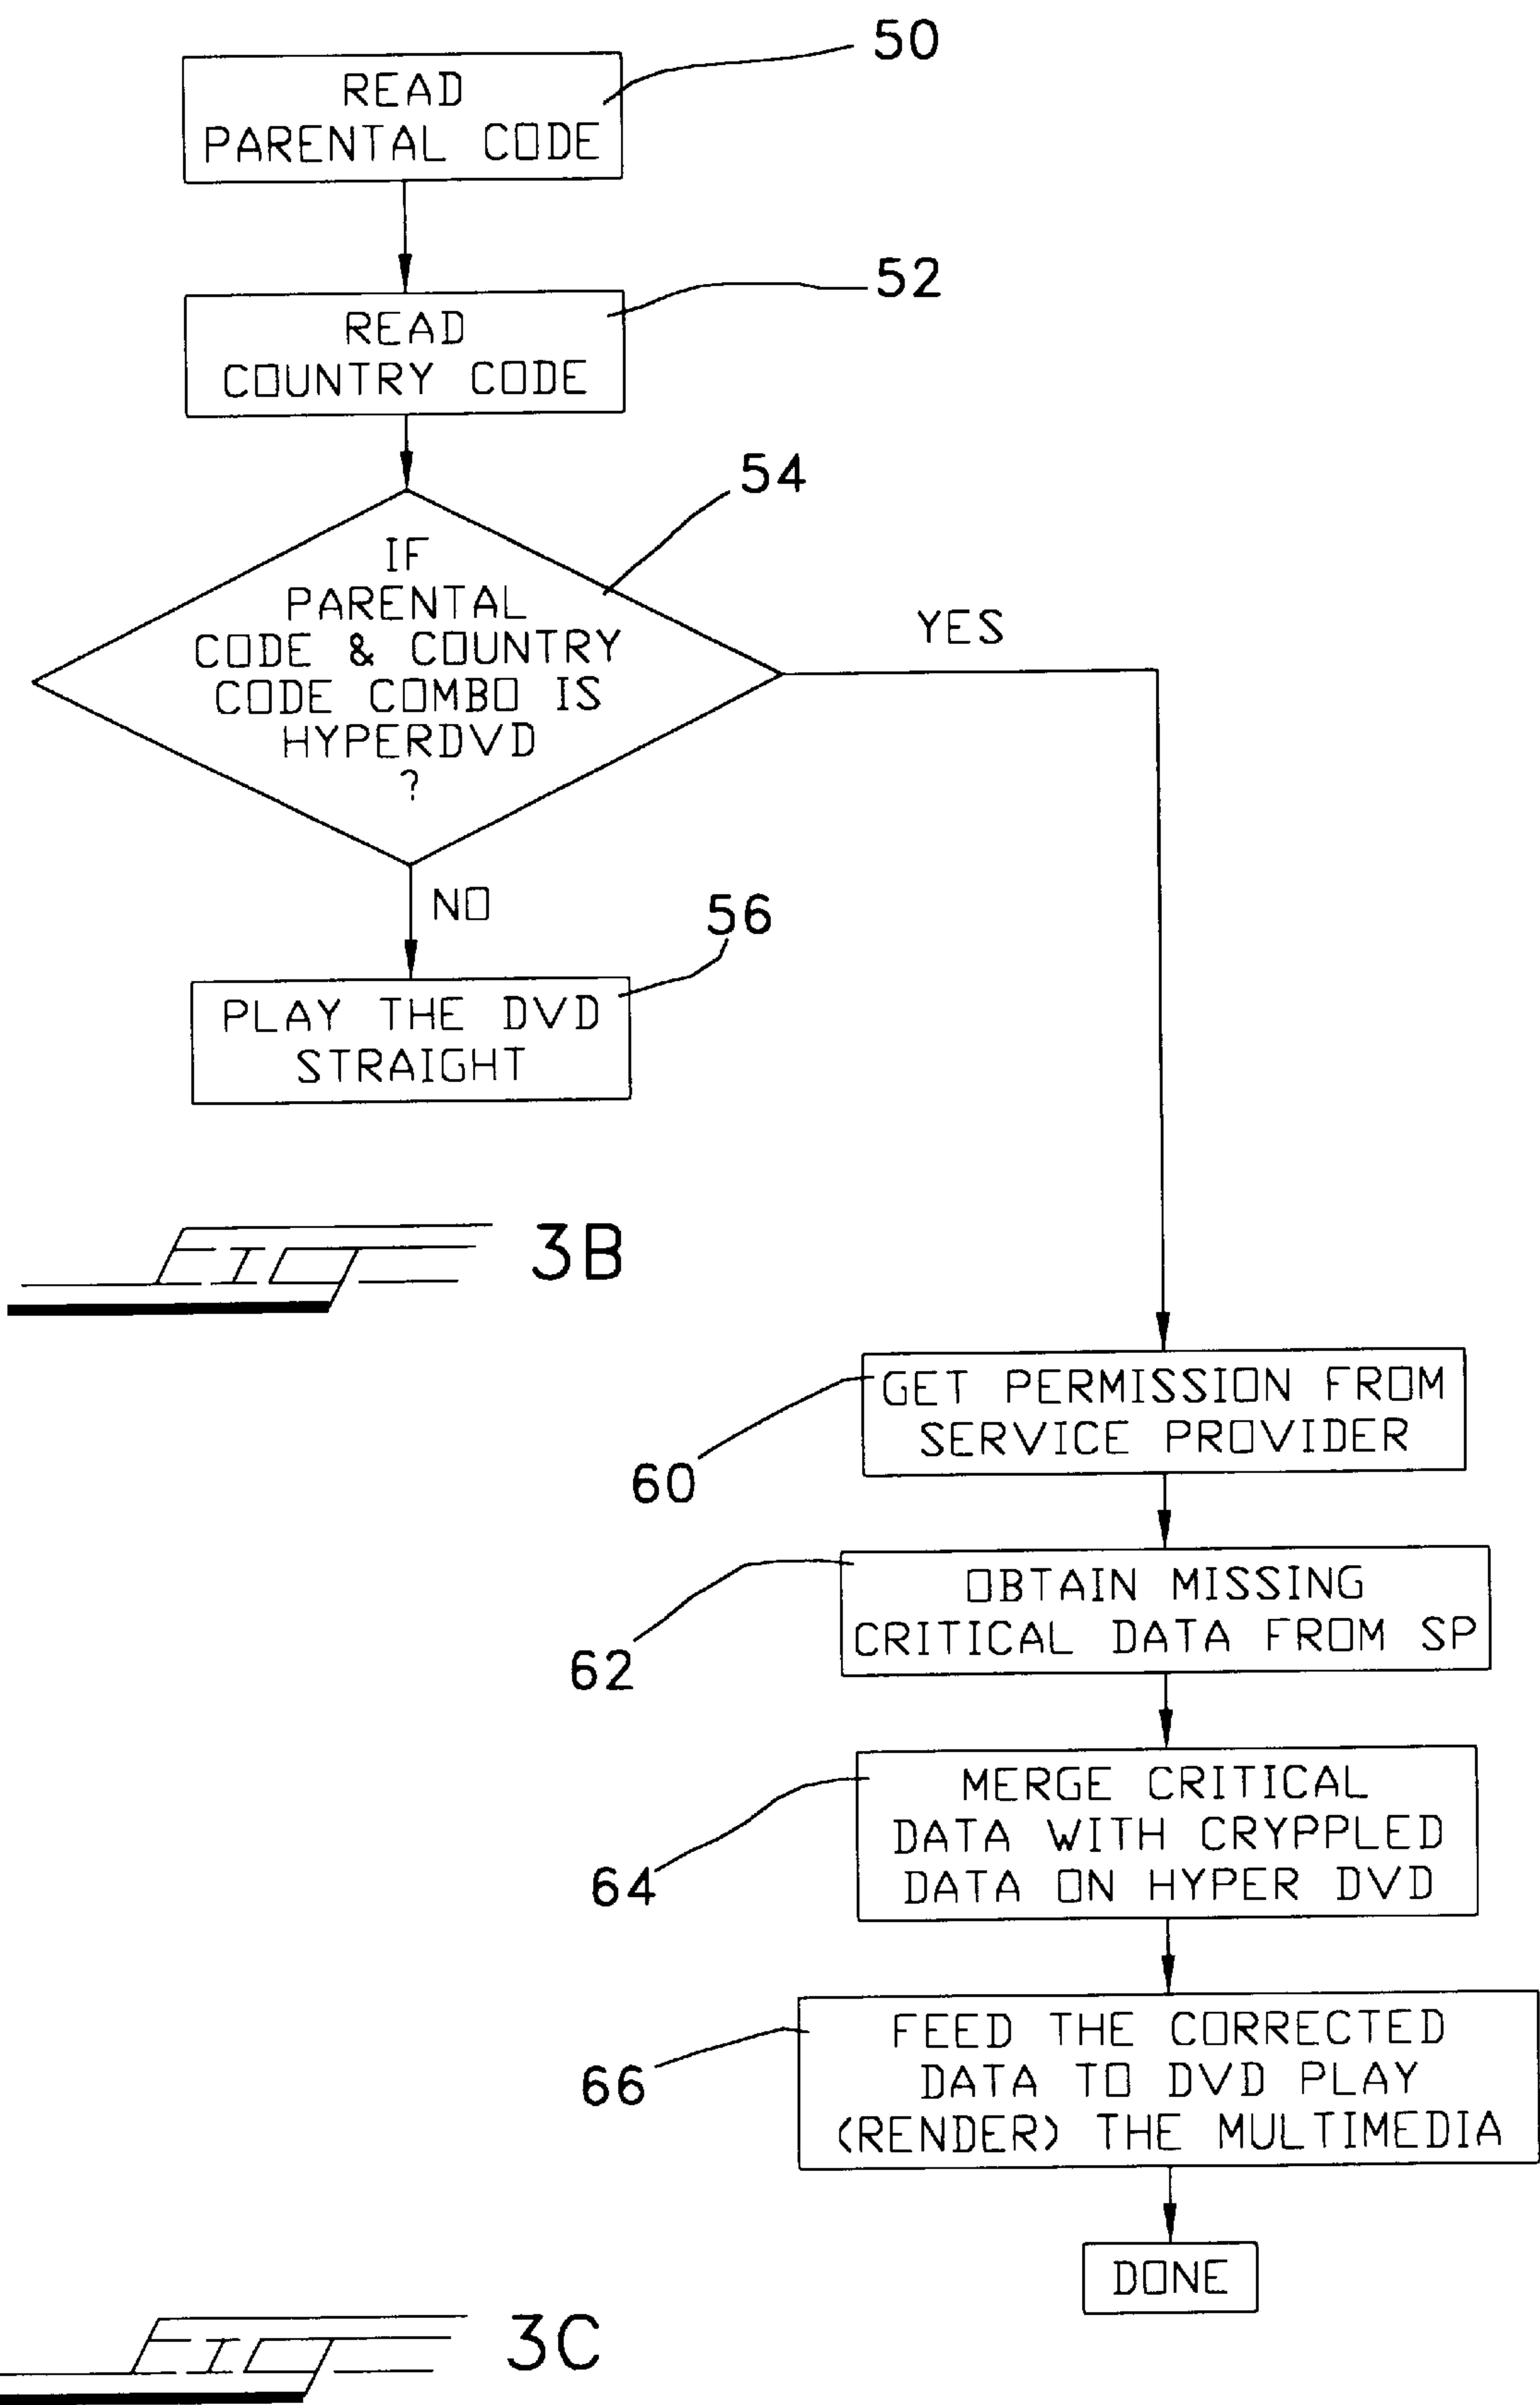 50
READ
PARENTAL CODE
52
READ
COUNTRY CODE
54
IF
PARENTAL
CODE & COUNTRY
CODE COMBO IS
HYPERDVD
?
YES
NO
56
PLAY THE DVD
STRAIGHT
FIG 3B
GET PERMISSION FROM
SERVICE PROVIDER
60
OBTAIN MISSING
CRITICAL DATA FROM SP
62
MERGE CRITICAL
DATA WITH CRYPPLED
DATA ON HYPER DVD
64
FEED THE CORRECTED
DATA TO DVD PLAY
(RENDER) THE MULTIMEDIA
66
DONE
FIG 3C